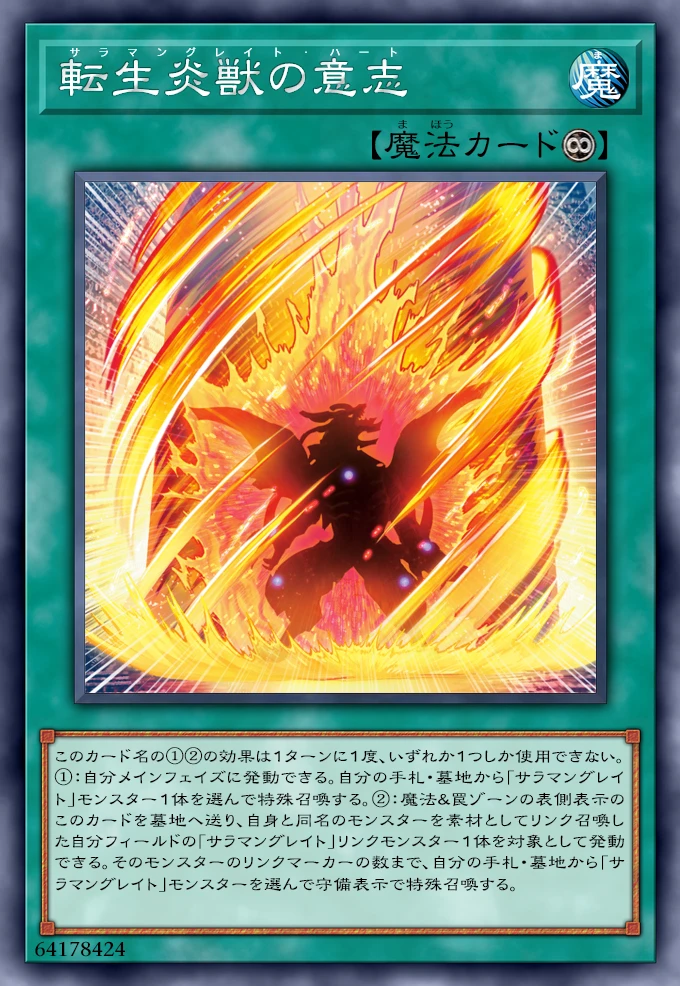 サラマングレイト・ハート
転生炎獣の意志
ま
魔
ま ほう
【魔法カード】
このカード名の①②の効果は1ターンに1度、いずれか1つしか使用できない。
①:自分メインフェイズに発動できる。自分の手札・墓地から「サラマングレイ
ト」モンスター1体を選んで特殊召喚する。②:魔法&罠ゾーンの表側表示の
このカードを墓地へ送り、自身と同名のモンスターを素材としてリンク召喚し
た自分フィールドの「サラマングレイト」リンクモンスター1体を対象として発動
できる。そのモンスターのリンクマーカーの数まで、自分の手札・墓地から「サ
ラマングレイト」モンスターを選んで守備表示で特殊召喚する。
64178424